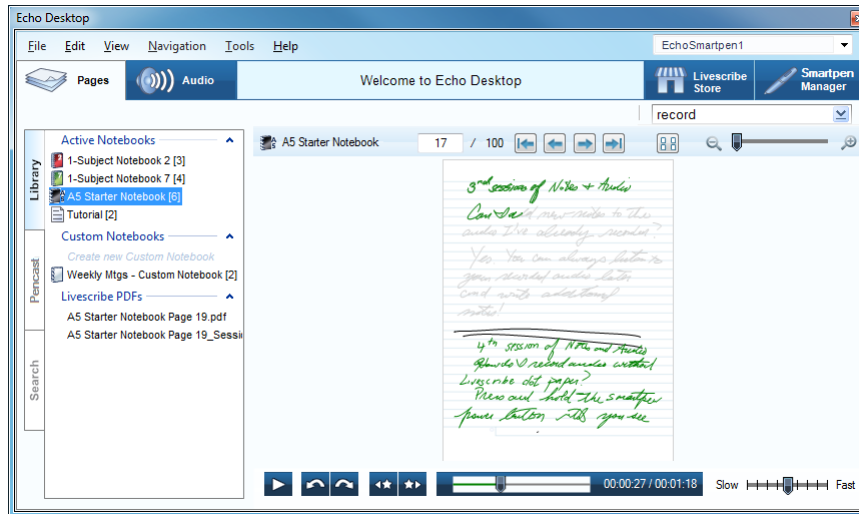 Echo Desktop
File Edit View Navigation Tools Help
EchoSmartpen1
Pages
Audio
Welcome to Echo Desktop
Livescribe
Store
Smartpen
Manager
record
Library
Pencast
Search
Active Notebooks
1-Subject Notebook 2 [3]
1-Subject Notebook 7 [4]
A5 Starter Notebook [6]
Tutorial [2]
Custom Notebooks
Create new Custom Notebook
Weekly Mtgs - Custom Notebook [2]
Livescribe PDFs
A5 Starter Notebook Page 19.pdf
A5 Starter Notebook Page 19_Sessi
A5 Starter Notebook 17 / 100
3rd session of Notes + Audio
Can I add new notes to the
audio I've already recorded?
Yes. You can always listen to
your recorded audio later
and write additional
notes!
4th session of Notes and Audio
How do I record audio without
Livescribe dot paper?
Press and hold the smartpen
power button until you see
00:00:27 / 00:01:18
Slow Fast